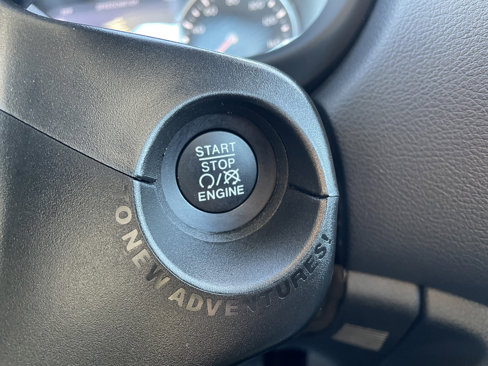 START
STOP
ENGINE
O NEW ADVENTURES!